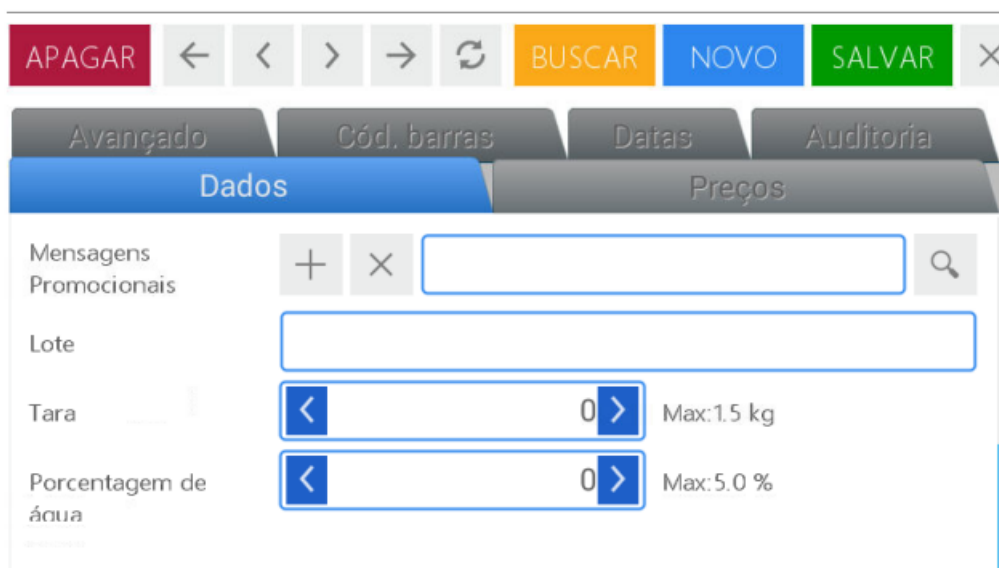 APAGAR BUSCAR NOVO SALVAR
Avançado Cód. barras Datas Auditoria
Dados Preços
Mensagens
Promocionais
Lote
Tara 0 Max:1.5 kg
Porcentagem de 0 Max:5.0 %
água